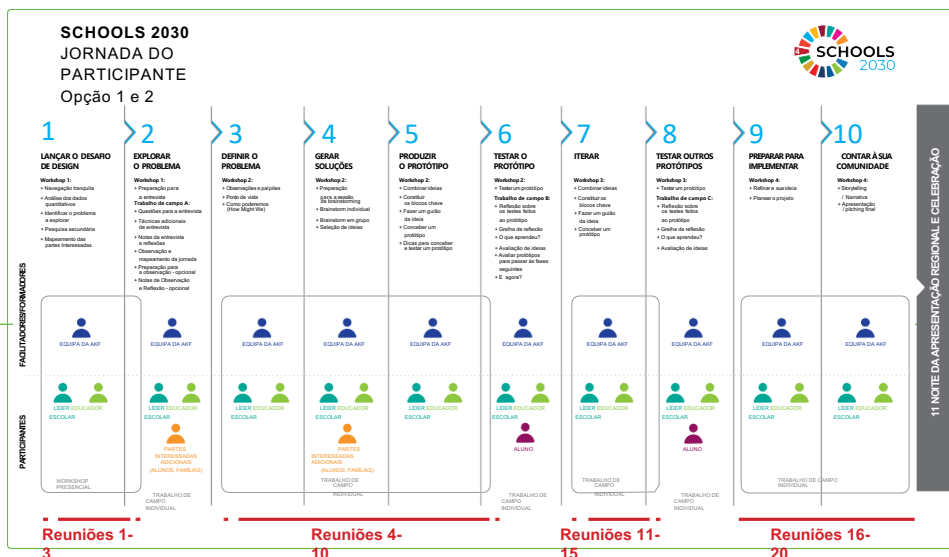 SCHOOLS 2030
JORNADA DO
PARTICIPANTE
Opção 1 e 2
4 SCHOOLS
2030
1
LANÇAR O DESAFIO
DE DESIGN
Workshop 1:
+ Navegação tranquila
+ Análise dos dados
quantitativos
+ Identificar o problema
a explorar
+ Pesquisa secundária
+ Mapeamento das
partes interessadas
2
EXPLORAR
O PROBLEMA
Workshop 1:
+ Preparação para
a entrevista
Trabalho de campo A:
+ Questões para a entrevista
+ Técnicas adicionais
de entrevista
+ Notas da entrevista
e reflexões
+ Observação e
mapeamento da jornada
+ Preparação para
a observação - opcional
+ Notas de Observação
e Reflexão - opcional
3
DEFINIR O
PROBLEMA
Workshop 2:
+ Observações e palpites
+ Ponto de vista
+ Como poderemos
(How Might We)
4
GERAR
SOLUÇÕES
Workshop 2:
+ Preparação
para a sessão
de brainstorming
+ Brainstorm individual
+ Brainstorm em grupo
+ Seleção de ideias
5
PRODUZIR
O PROTÓTIPO
Workshop 2:
+ Combinar ideias
+ Constituir
os blocos chave
+ Fazer um guião
da ideia
+ Conceber um
protótipo
+ Dicas para conceber
e testar um protótipo
6
TESTAR O
PROTÓTIPO
Workshop 2:
+ Testar um protótipo
Trabalho de campo B:
+ Reflexão sobre
os testes feitos
ao protótipo
+ Grelha de reflexão
+ O que aprendeu?
+ Avaliação de ideias
+ Avaliar protótipos
para passar às fases
seguintes
+ E agora?
7
ITERAR
Workshop 3:
+ Combinar ideias
+ Constituir os
blocos chave
+ Fazer um guião
da ideia
+ Conceber um
protótipo
8
TESTAR OUTROS
PROTÓTIPOS
Workshop 3:
+ Testar um protótipo
Trabalho de campo C:
+ Reflexão sobre
os testes feitos
ao protótipo
+ Grelha de reflexão
+ O que aprendeu?
+ Avaliação de ideias
9
PREPARAR PARA
IMPLEMENTAR
Workshop 4:
+ Refinar a sua ideia
+ Planear o projeto
10
CONTAR À SUA
COMUNIDADE
Workshop 4:
+ Storytelling
/ Narrativa
+ Apresentação
/ pitching final
11 NOITE DA APRESENTAÇÃO REGIONAL E CELEBRAÇÃO
FACILITADORES/FORMADORES
EQUIPA DA AKF
EQUIPA DA AKF
EQUIPA DA AKF
EQUIPA DA AKF
EQUIPA DA AKF
EQUIPA DA AKF
EQUIPA DA AKF
EQUIPA DA AKF
EQUIPA DA AKF
EQUIPA DA AKF
PARTICIPANTES
LÍDER EDUCADOR
ESCOLAR
LÍDER EDUCADOR
ESCOLAR
LÍDER EDUCADOR
ESCOLAR
LÍDER EDUCADOR
ESCOLAR
LÍDER EDUCADOR
ESCOLAR
LÍDER EDUCADOR
ESCOLAR
LÍDER EDUCADOR
ESCOLAR
LÍDER EDUCADOR
ESCOLAR
LÍDER EDUCADOR
ESCOLAR
LÍDER EDUCADOR
ESCOLAR
PARTES
INTERESSADAS
ADICIONAIS
(ALUNOS, FAMÍLIAS)
PARTES
INTERESSADAS
ADICIONAIS
(ALUNOS, FAMÍLIAS)
ALUNO
ALUNO
WORKSHOP
PRESENCIAL
TRABALHO DE
CAMPO
INDIVIDUAL
TRABALHO DE
CAMPO
INDIVIDUAL
TRABALHO DE
CAMPO
INDIVIDUAL
TRABALHO DE
CAMPO
INDIVIDUAL
TRABALHO DE
CAMPO
INDIVIDUAL
TRABALHO DE CAMPO
INDIVIDUAL
Reuniões 1-
3
Reuniões 4-
10
Reuniões 11-
15
Reuniões 16-
20